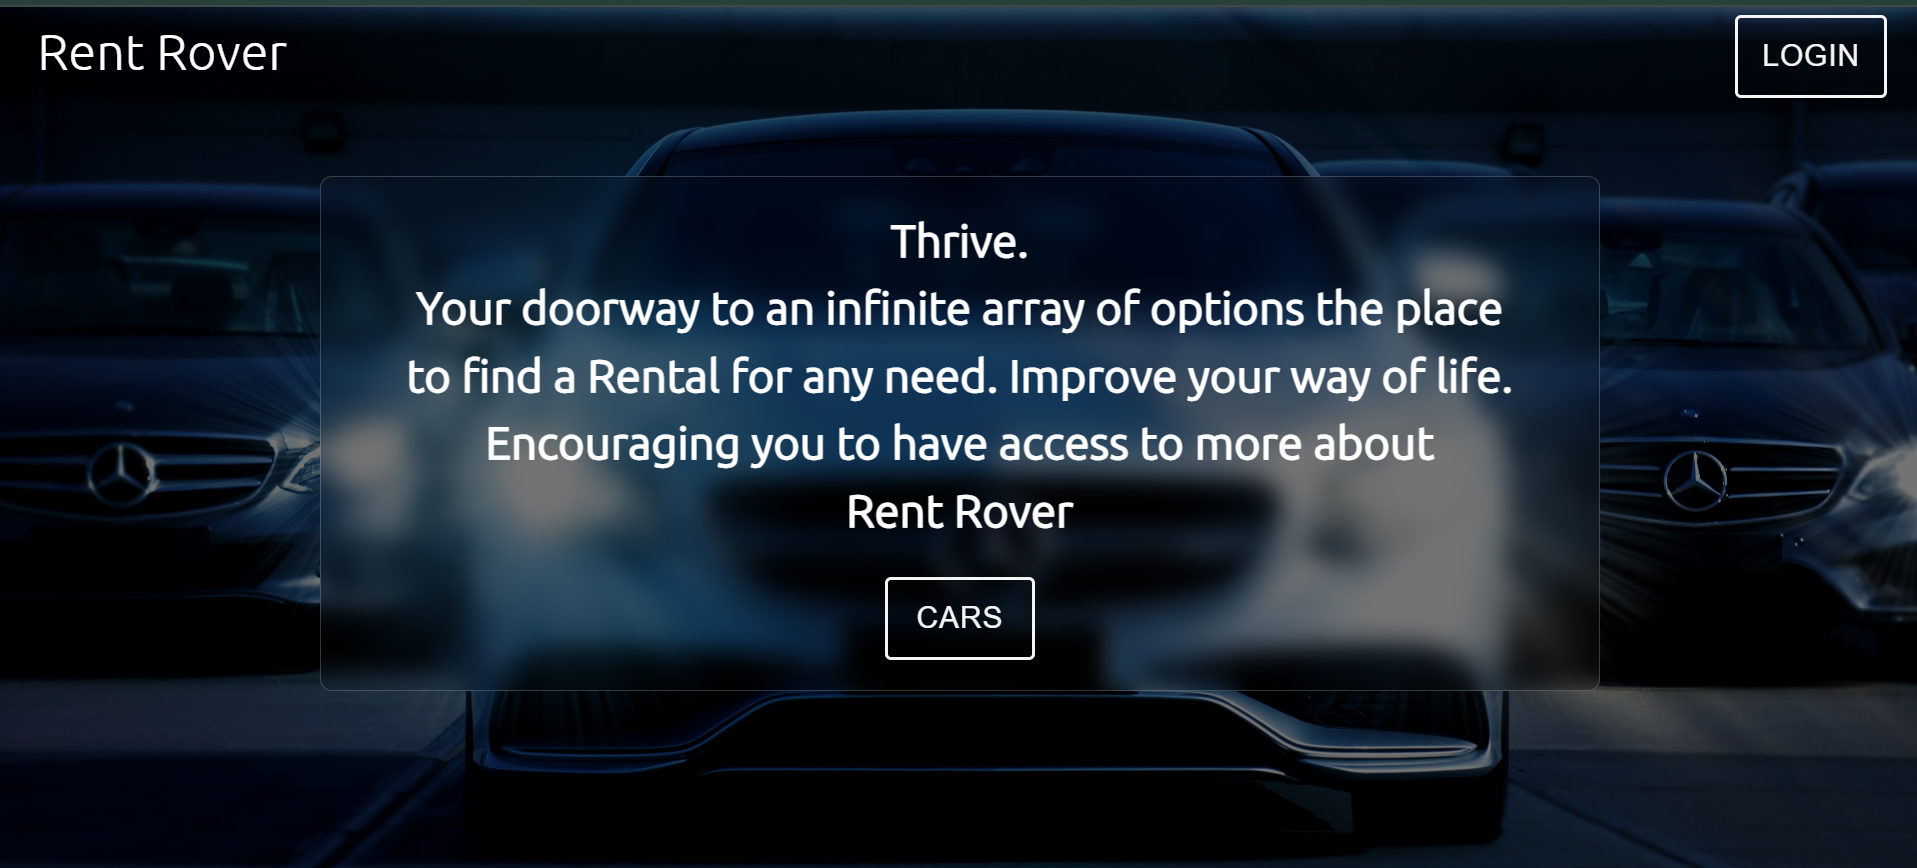 Rent Rover
LOGIN
Thrive.
Your doorway to an infinite array of options the place
to find a Rental for any need. Improve your way of life.
Encouraging you to have access to more about
Rent Rover
CARS